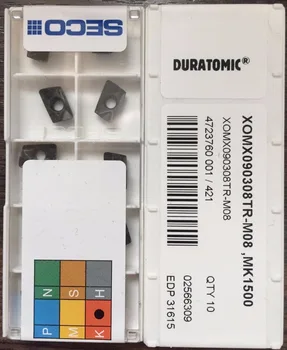 SECO
DURATOMIC®
XOMX090308TR-M08 ,MK1500
XOMX090308TR-M08
4723760 001 / 421
QTY 10
02566309
EDP 31615
P M K
N S H